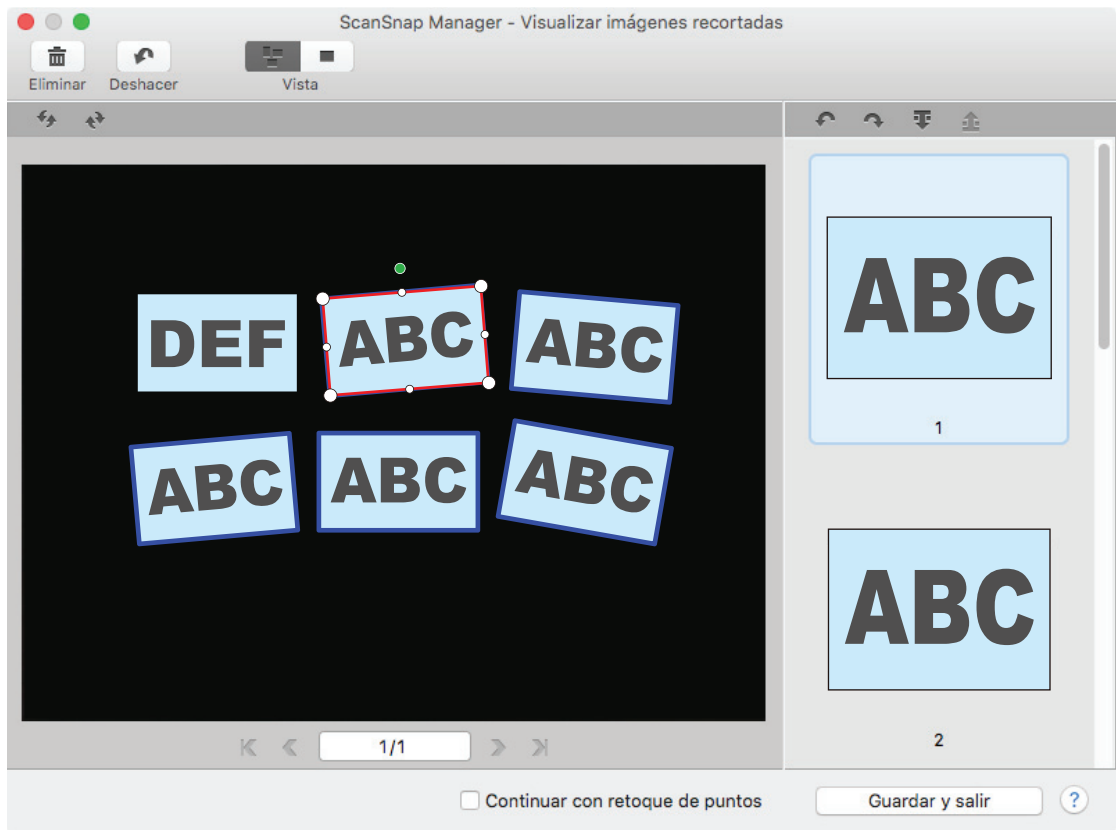 ScanSnap Manager - Visualizar imágenes recortadas
Eliminar Deshacer Vista
DEF ABC ABC
ABC ABC ABC
1/1
ABC
1
ABC
2
Continuar con retoque de puntos Guardar y salir ?